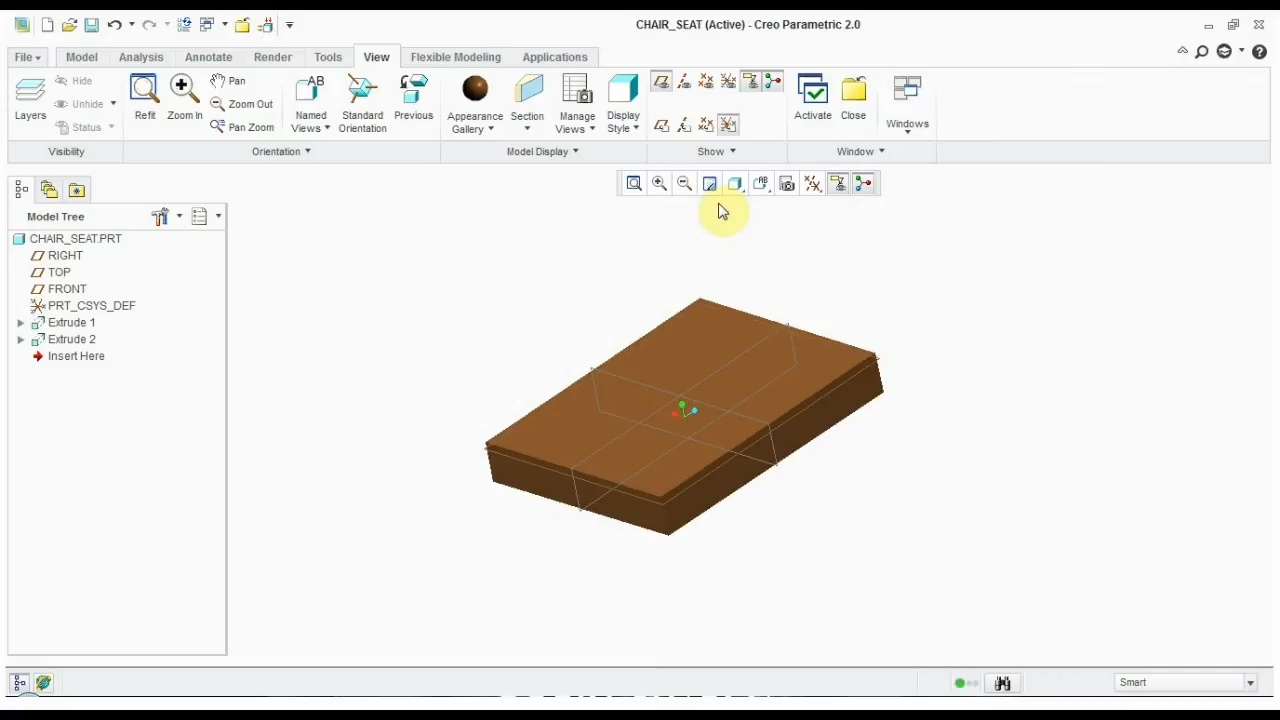 CHAIR_SEAT (Active) - Creo Parametric 2.0
File Model Analysis Annotate Render Tools View Flexible Modeling Applications
Hide
Unhide
Status
Layers
Refit
Zoom In
Pan
Zoom Out
Pan Zoom
Named Views
Standard Orientation
Previous
Appearance Gallery
Section
Manage Views
Display Style
Activate
Close
Windows
Visibility Orientation Model Display Show Window
Model Tree
CHAIR_SEAT.PRT
RIGHT
TOP
FRONT
PRT_CSYS_DEF
Extrude 1
Extrude 2
Insert Here
Smart